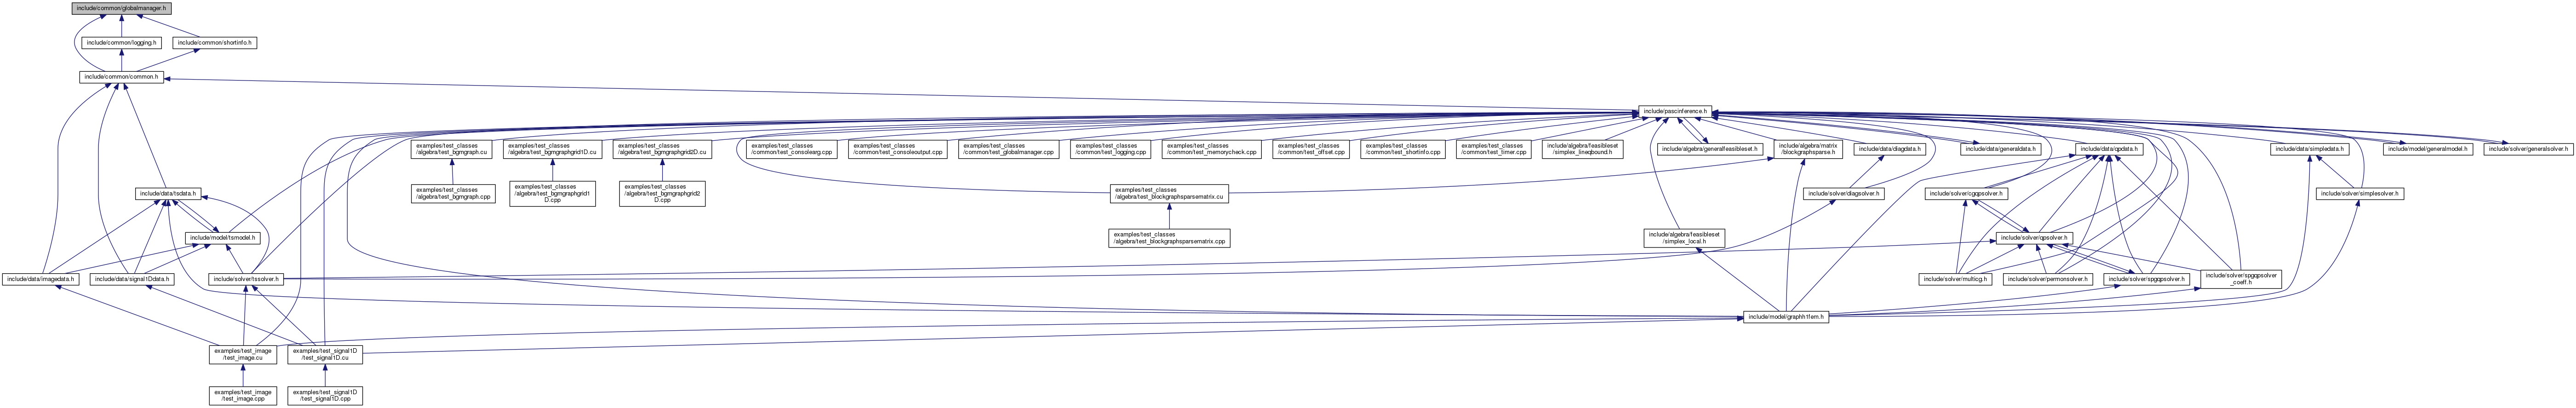 include/common/globalmanager.h
include/common/logging.h
include/common/shortinfo.h
include/common/common.h
include/pascinference.h
examples/test_classes
/algebra/test_bgmgraph.cu
examples/test_classes
/algebra/test_bgmgraphgrid1D.cu
examples/test_classes
/algebra/test_bgmgraphgrid2D.cu
examples/test_classes
/common/test_consolearg.cpp
examples/test_classes
/common/test_consoleoutput.cpp
examples/test_classes
/common/test_globalmanager.cpp
examples/test_classes
/common/test_logging.cpp
examples/test_classes
/common/test_memorycheck.cpp
examples/test_classes
/common/test_offset.cpp
examples/test_classes
/common/test_shortinfo.cpp
examples/test_classes
/common/test_timer.cpp
include/algebra/feasibleset
/simplex_lineqbound.h
include/algebra/generalfeasibleset.h
include/algebra/matrix
/blockgraphsparse.h
include/data/diagdata.h
include/data/generaldata.h
include/data/qpdata.h
include/data/simpledata.h
include/model/generalmodel.h
include/solver/generalsolver.h
include/data/tsdata.h
examples/test_classes
/algebra/test_bgmgraph.cpp
examples/test_classes
/algebra/test_bgmgraphgrid1
D.cpp
examples/test_classes
/algebra/test_bgmgraphgrid2
D.cpp
examples/test_classes
/algebra/test_blockgraphsparsematrix.cu
include/solver/diagsolver.h
include/solver/cgqpsolver.h
include/solver/simplesolver.h
include/model/tsmodel.h
examples/test_classes
/algebra/test_blockgraphsparsematrix.cpp
include/algebra/feasibleset
/simplex_local.h
include/solver/qpsolver.h
include/data/imagedata.h
include/data/signal1Ddata.h
include/solver/tssolver.h
include/solver/multicg.h
include/solver/permonsolver.h
include/solver/spgqpsolver.h
include/solver/spgqpsolver
_coeff.h
include/model/graphh1fem.h
examples/test_image
/test_image.cu
examples/test_signal1D
/test_signal1D.cu
examples/test_image
/test_image.cpp
examples/test_signal1D
/test_signal1D.cpp